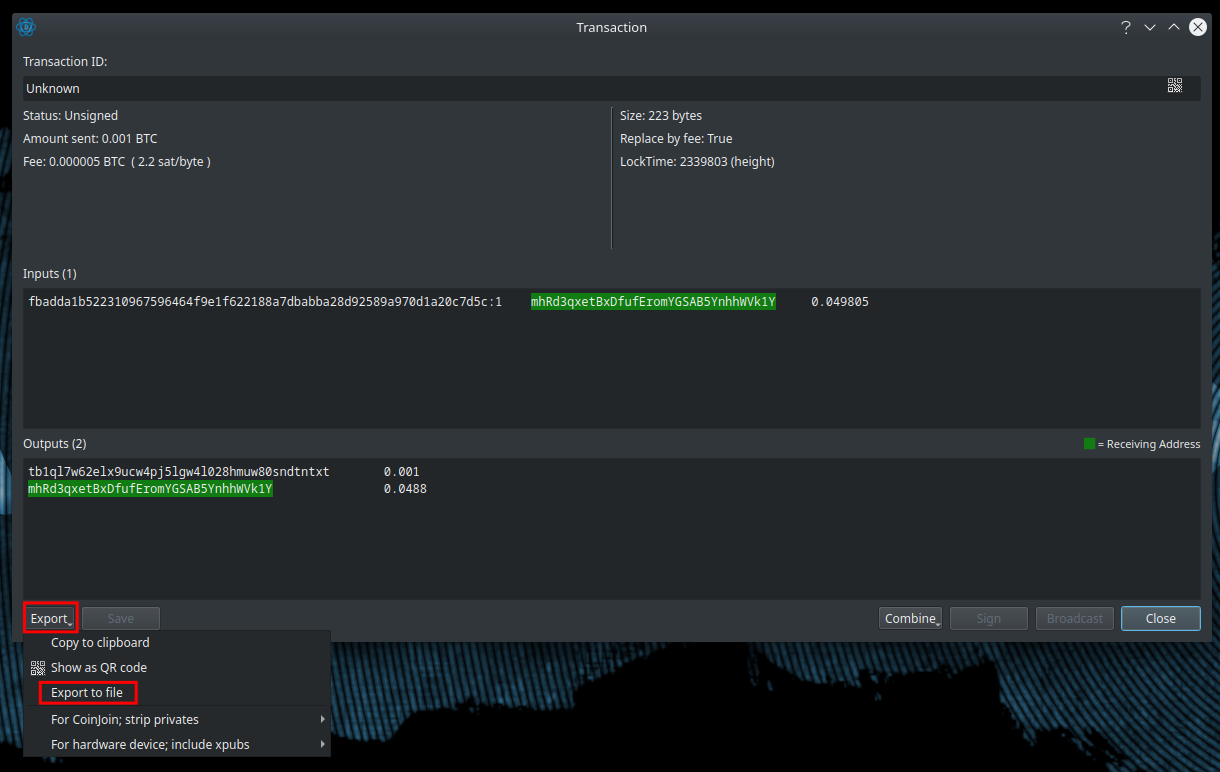 Transaction
Transaction ID:
Unknown
Status: Unsigned
Amount sent: 0.001 BTC
Fee: 0.000005 BTC ( 2.2 sat/byte )
Size: 223 bytes
Replace by fee: True
LockTime: 2339803 (height)
Inputs (1)
fbadda1b522310967596464f9e1f622188a7dbabba28d92589a970d1a20c7d5c:1 mhRd3qxetBxDfufEromYGSAB5YnhhWVk1Y 0.049805
Outputs (2)
= Receiving Address
tb1ql7w62elx9ucw4pj5lgw4l028hmuw80sndtntxt 0.001
mhRd3qxetBxDfufEromYGSAB5YnhhWVk1Y 0.0488
Export Save Combine Sign Broadcast Close
Copy to clipboard
Show as QR code
Export to file
For CoinJoin; strip privates
For hardware device; include xpubs